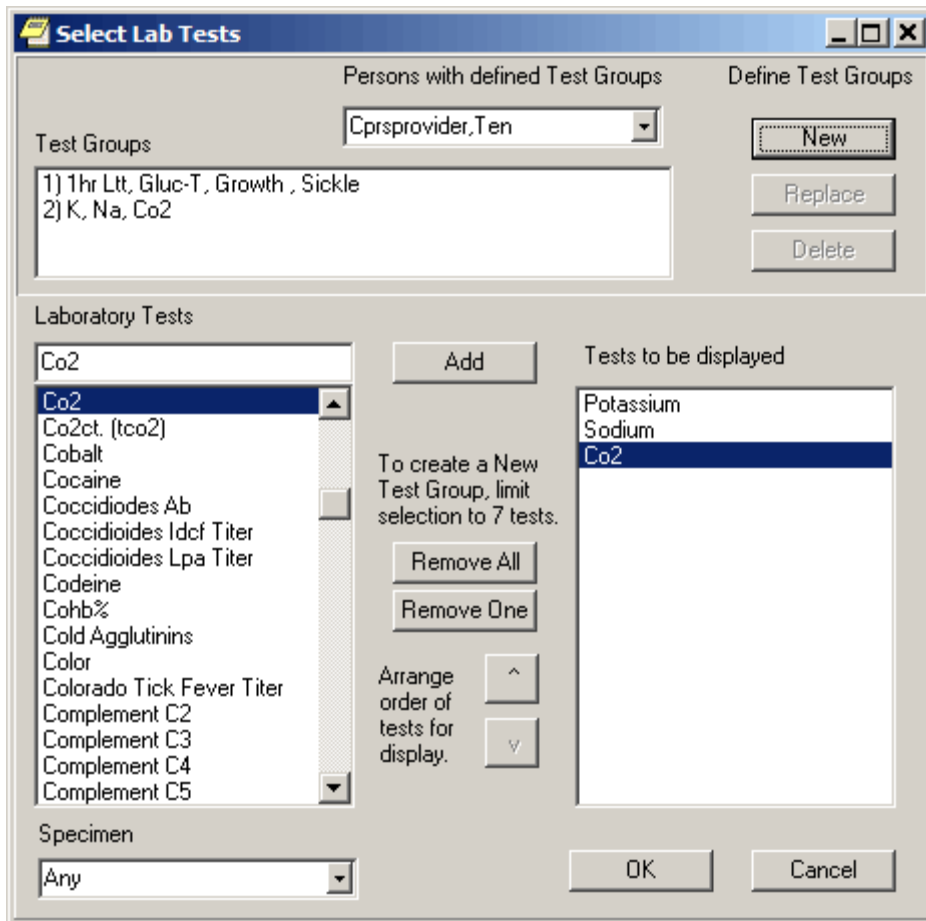 Select Lab Tests
Persons with defined Test Groups
Define Test Groups
Cprsprovider,Ten
New
Test Groups
1) 1hr Ltt, Gluc-T, Growth , Sickle
2) K, Na, Co2
Replace
Delete
Laboratory Tests
Co2
Co2
Co2ct. (tco2)
Cobalt
Cocaine
Coccidiodes Ab
Coccidioides Idcf Titer
Coccidioides Lpa Titer
Codeine
Cohb%
Cold Agglutinins
Color
Colorado Tick Fever Titer
Complement C2
Complement C3
Complement C4
Complement C5
Add
To create a New
Test Group, limit
selection to 7 tests.
Remove All
Remove One
Arrange
order of
tests for
display.
^
v
Tests to be displayed
Potassium
Sodium
Co2
Specimen
Any
OK
Cancel